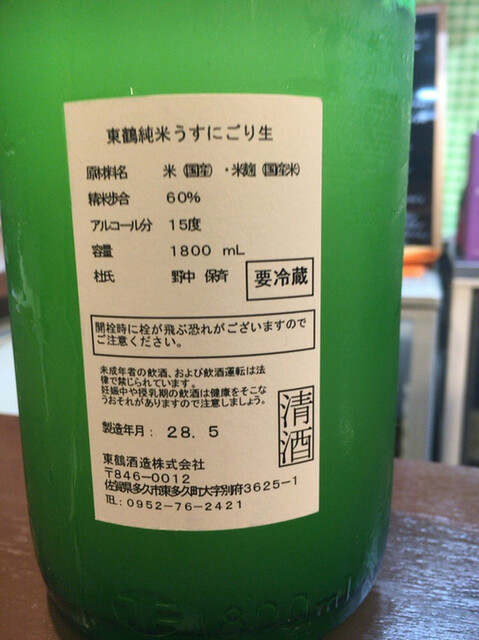 東鶴純米うすにごり生
原材料名 米（国産）・米麹（国産米）
精米歩合 60%
アルコール分 15度
容量 1800 mL
杜氏 野中 保斉
要冷蔵
開栓時に栓が飛ぶ恐れがございますので
ご注意ください。
未成年者の飲酒、および飲酒運転は法
律で禁じられています。
妊娠中や授乳期の飲酒は健康をそこな
うおそれがありますので注意しましょう。
清酒
製造年月： 28．5
東鶴酒造株式会社
〒846-0012
佐賀県多久市東多久町大字別府3625-1
TEL：0952-76-2421